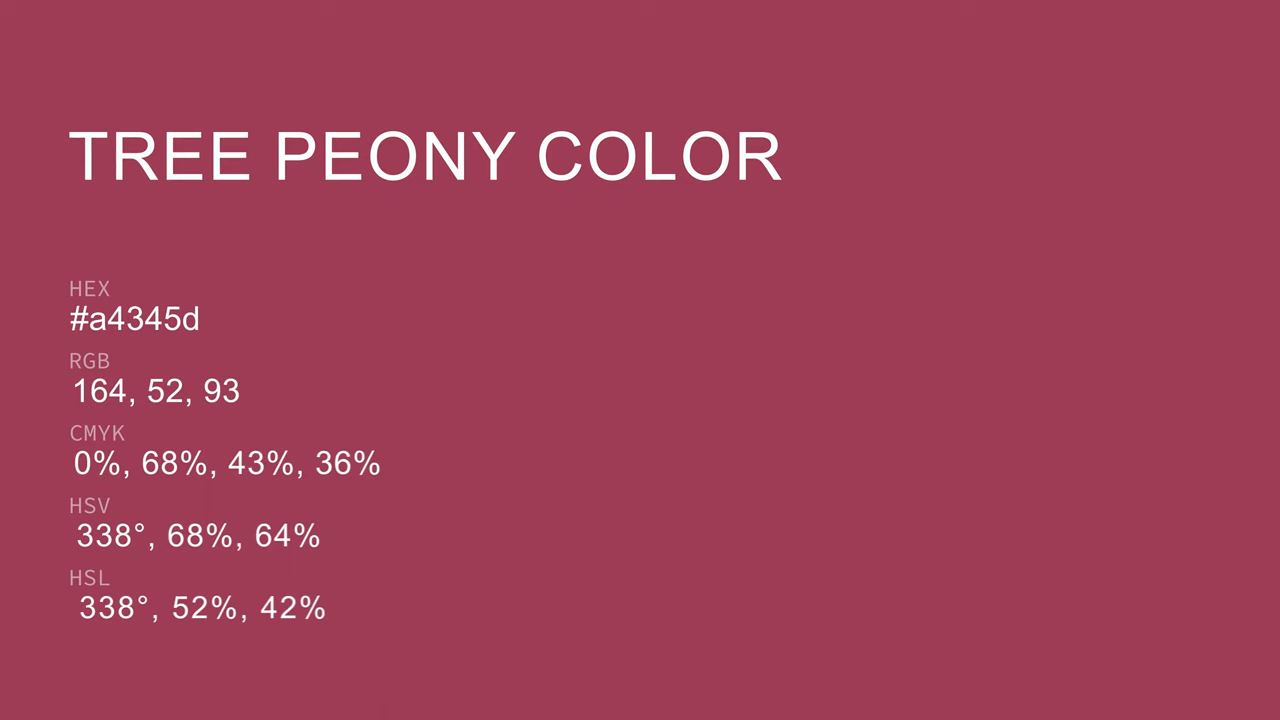 TREE PEONY COLOR
HEX
#a4345d
RGB
164, 52, 93
CMYK
0%, 68%, 43%, 36%
HSV
338°, 68%, 64%
HSL
338°, 52%, 42%